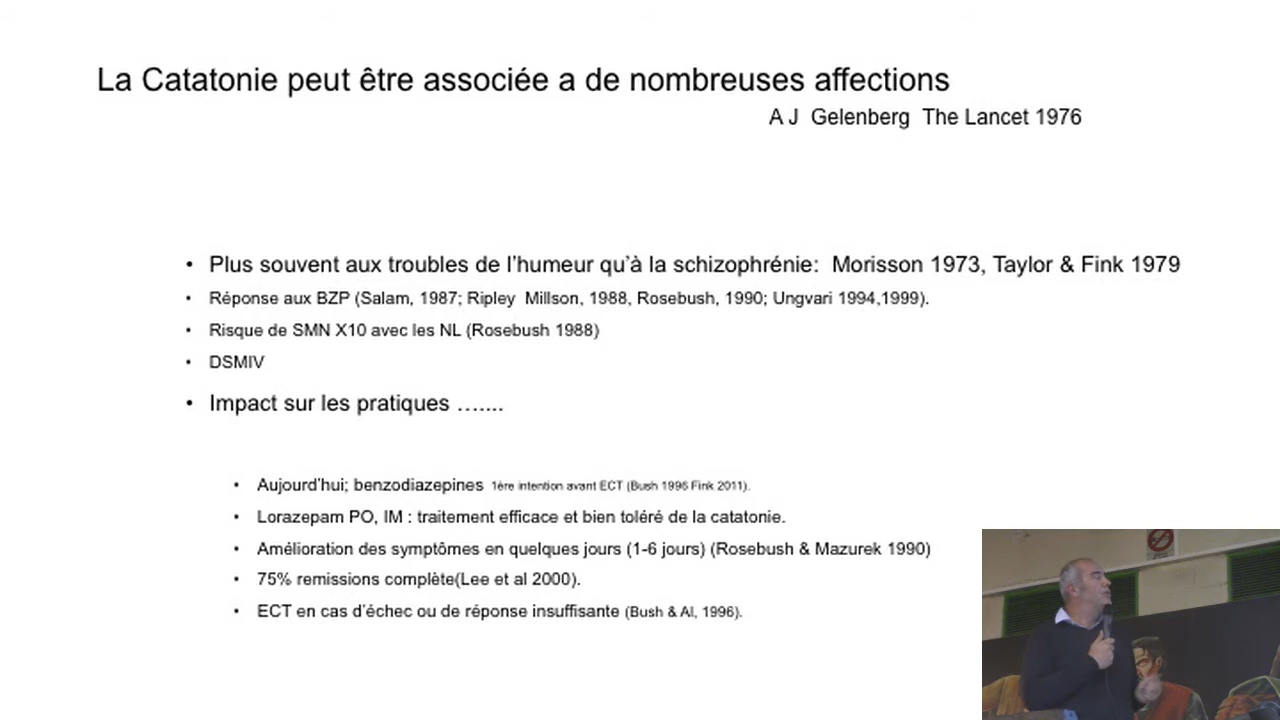 La Catatonie peut être associée a de nombreuses affections
A J Gelenberg The Lancet 1976
• Plus souvent aux troubles de l'humeur qu'à la schizophrénie: Morisson 1973, Taylor & Fink 1979
• Réponse aux BZP (Salam, 1987; Ripley Millson, 1988, Rosebush, 1990; Ungvari 1994,1999).
• Risque de SMN X10 avec les NL (Rosebush 1988)
• DSMIV
• Impact sur les pratiques …....
• Aujourd'hui; benzodiazepines 1ère intention avant ECT (Bush 1996 Fink 2011).
• Lorazepam PO, IM : traitement efficace et bien toléré de la catatonie.
• Amélioration des symptômes en quelques jours (1-6 jours) (Rosebush & Mazurek 1990)
• 75% remissions complète(Lee et al 2000).
• ECT en cas d'échec ou de réponse insuffisante (Bush & Al, 1996).